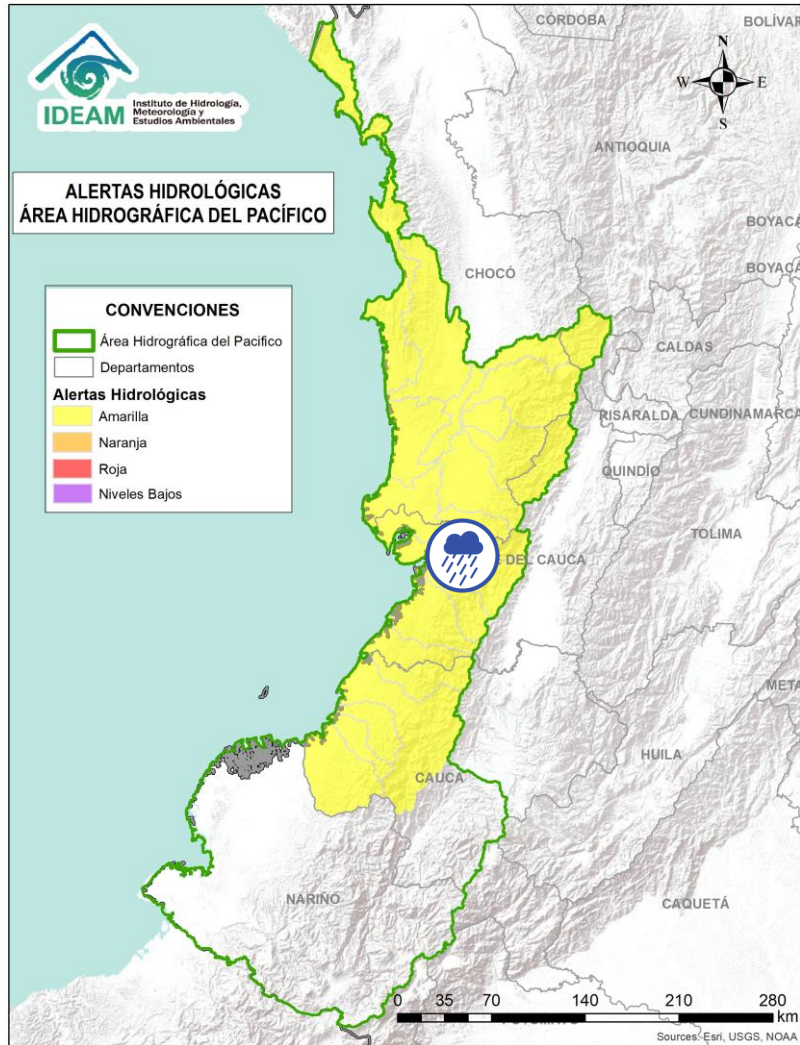 CÓRDOBA
BOLÍVAR
IDEAM
Instituto de Hidrología,
Meteorología y
Estudios Ambientales
N
W E
S
ANTIOQUIA
ALERTAS HIDROLÓGICAS
ÁREA HIDROGRÁFICA DEL PACÍFICO
BOYACÁ
CHOCÓ
BOYACÁ
CONVENCIONES
Área Hidrográfica del Pacifico
Departamentos
Alertas Hidrológicas
Amarilla
Naranja
Roja
Niveles Bajos
CALDAS
RISARALDA
CUNDINAMARCA
QUINDÍO
TOLIMA
DEL CAUCA
META
HUILA
CAUCA
NARIÑO
CAQUETÁ
0 35 70 140 210 280
km
Sources: Esri, USGS, NOAA